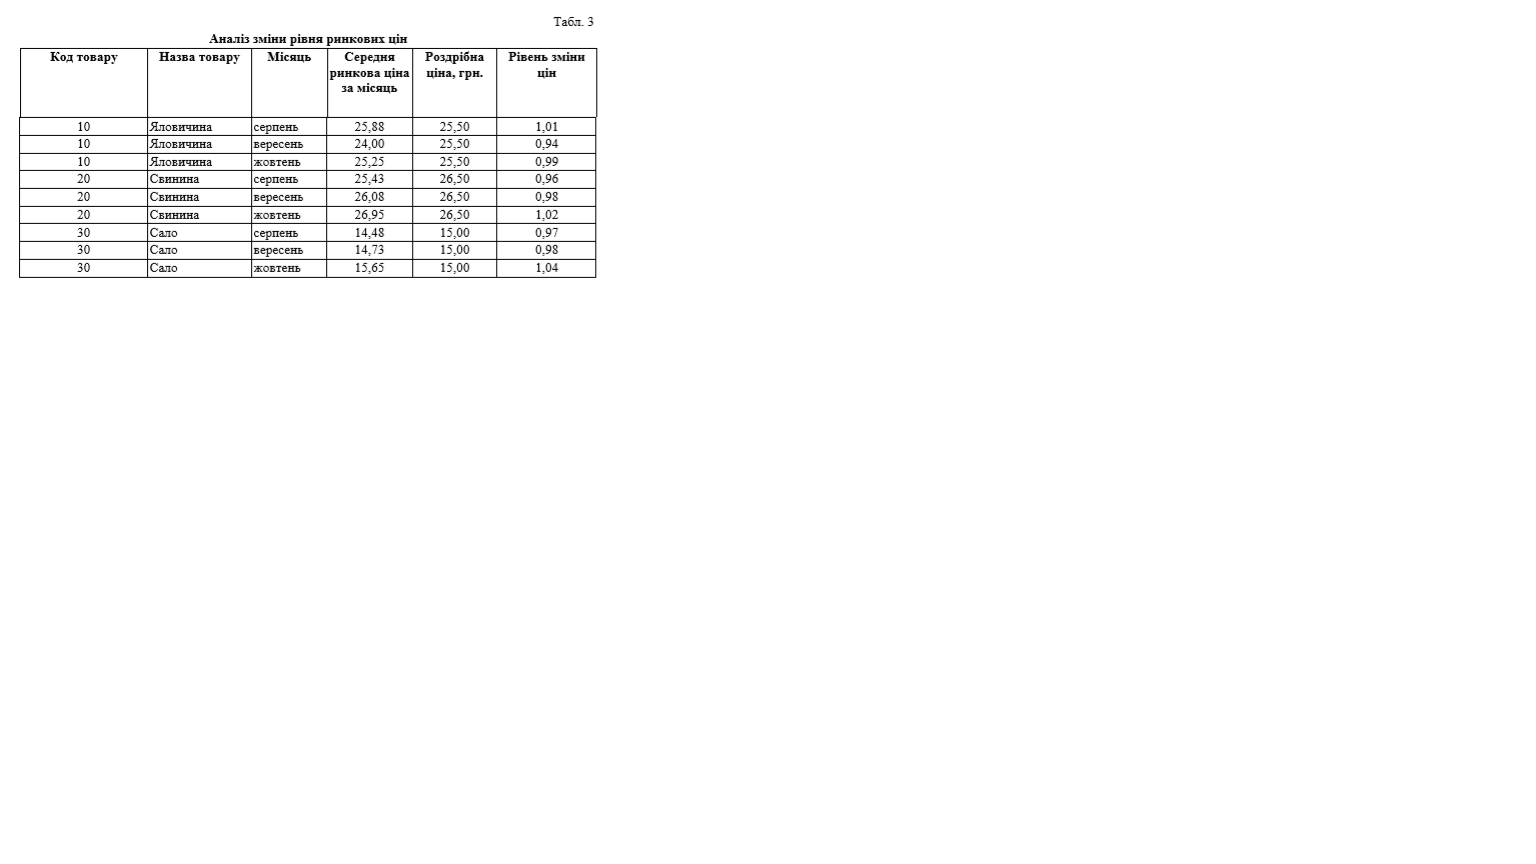 Табл. 3
Аналіз зміни рівня ринкових цін
Код товару Назва товару Місяць Середня ринкова ціна за місяць Роздрібна ціна, грн. Рівень зміни цін
10 Яловичина серпень 25,88 25,50 1,01
10 Яловичина вересень 24,00 25,50 0,94
10 Яловичина жовтень 25,25 25,50 0,99
20 Свинина серпень 25,43 26,50 0,96
20 Свинина вересень 26,08 26,50 0,98
20 Свинина жовтень 26,95 26,50 1,02
30 Сало серпень 14,48 15,00 0,97
30 Сало вересень 14,73 15,00 0,98
30 Сало жовтень 15,65 15,00 1,04